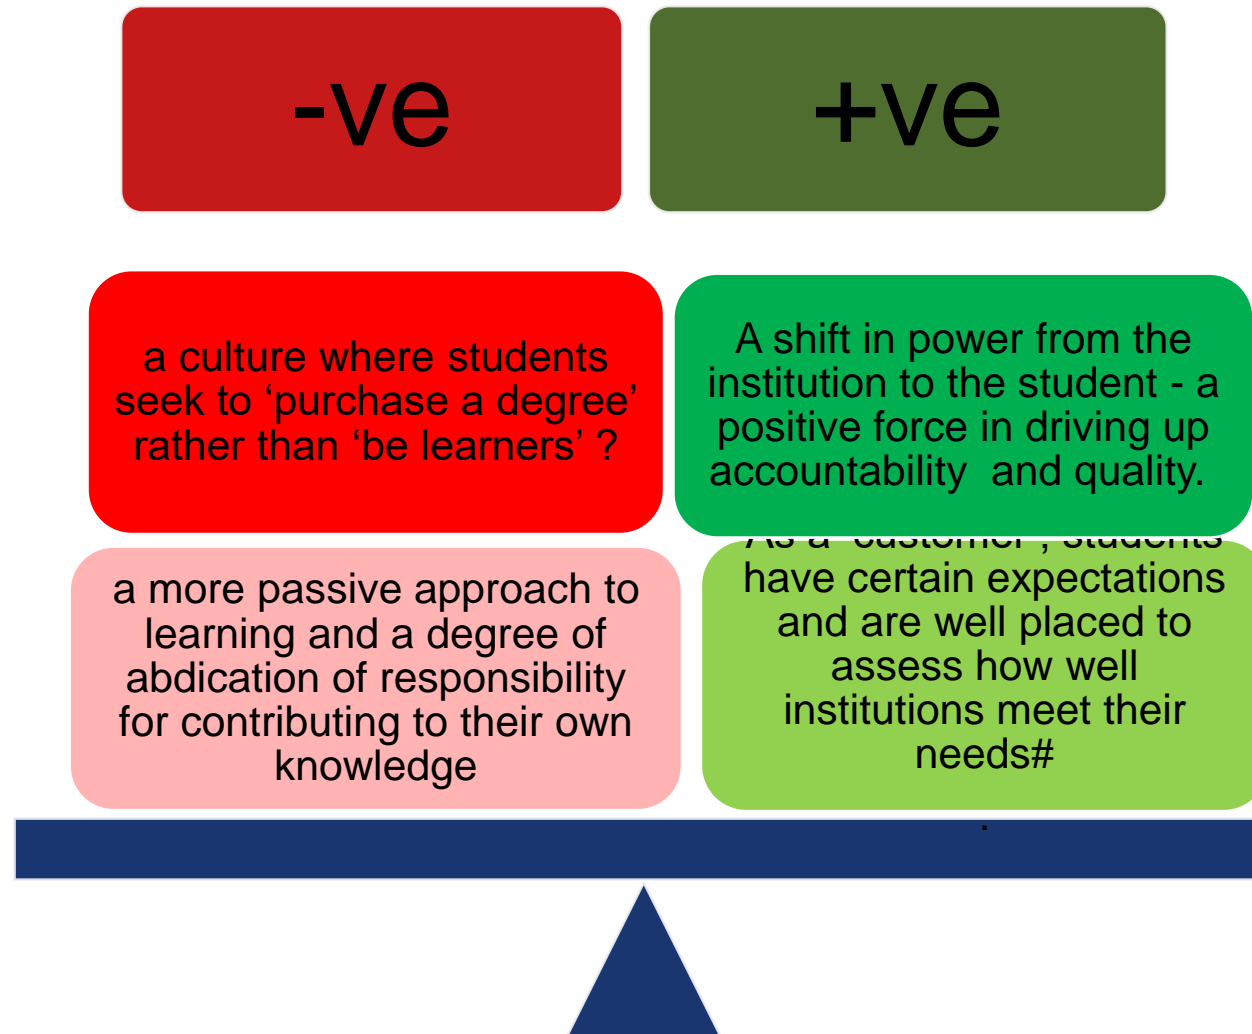 -ve
+ve
a culture where students
seek to ‘purchase a degree’
rather than ‘be learners’ ?
A shift in power from the
institution to the student - a
positive force in driving up
accountability  and quality.
a more passive approach to
learning and a degree of
abdication of responsibility
for contributing to their own
knowledge
As a ‘customer’, students
have certain expectations
and are well placed to
assess how well
institutions meet their
needs#
.